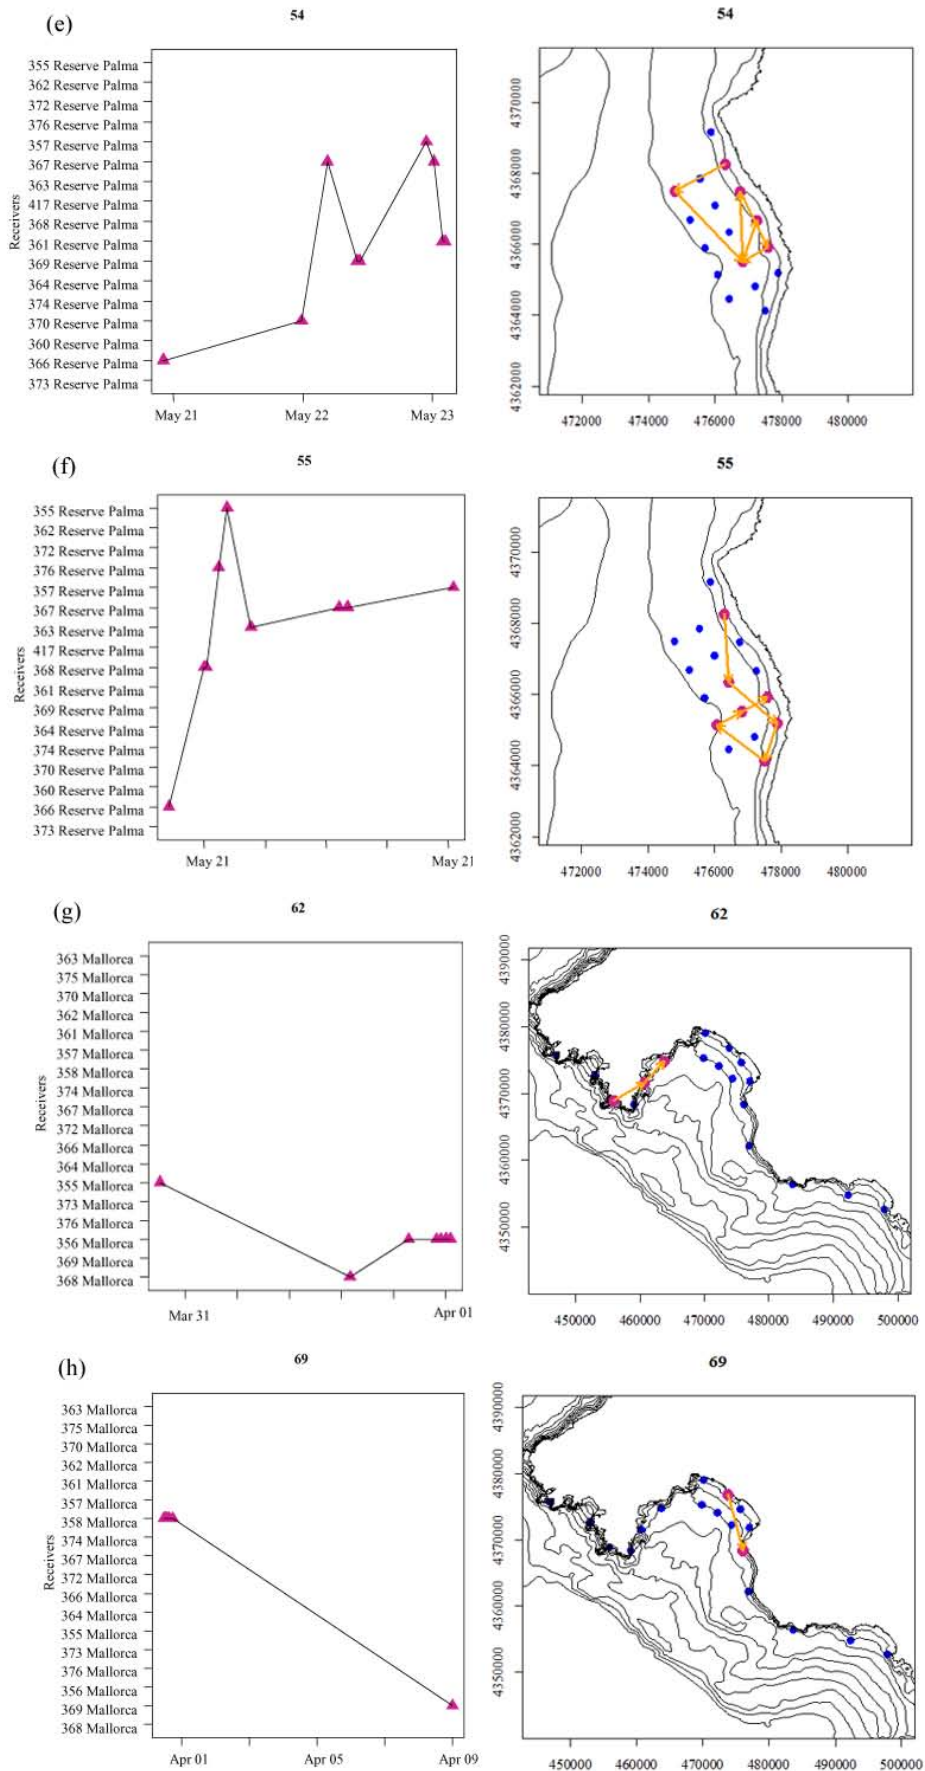 (e)
54
Receivers
355 Reserve Palma
362 Reserve Palma
372 Reserve Palma
376 Reserve Palma
357 Reserve Palma
367 Reserve Palma
363 Reserve Palma
417 Reserve Palma
368 Reserve Palma
361 Reserve Palma
369 Reserve Palma
364 Reserve Palma
374 Reserve Palma
370 Reserve Palma
360 Reserve Palma
366 Reserve Palma
373 Reserve Palma
May 21 May 22 May 23
54
4370000
4368000
4366000
4364000
4362000
472000 474000 476000 478000 480000
(f)
55
Receivers
355 Reserve Palma
362 Reserve Palma
372 Reserve Palma
376 Reserve Palma
357 Reserve Palma
367 Reserve Palma
363 Reserve Palma
417 Reserve Palma
368 Reserve Palma
361 Reserve Palma
369 Reserve Palma
364 Reserve Palma
374 Reserve Palma
370 Reserve Palma
360 Reserve Palma
366 Reserve Palma
373 Reserve Palma
May 21 May 21
55
4370000
4368000
4366000
4364000
4362000
472000 474000 476000 478000 480000
(g)
62
Receivers
363 Mallorca
375 Mallorca
370 Mallorca
362 Mallorca
361 Mallorca
357 Mallorca
358 Mallorca
374 Mallorca
367 Mallorca
372 Mallorca
366 Mallorca
364 Mallorca
355 Mallorca
373 Mallorca
376 Mallorca
356 Mallorca
369 Mallorca
368 Mallorca
Mar 31 Apr 01
62
4390000
4380000
4370000
4360000
4350000
450000 460000 470000 480000 490000 500000
(h)
69
Receivers
363 Mallorca
375 Mallorca
370 Mallorca
362 Mallorca
361 Mallorca
357 Mallorca
358 Mallorca
374 Mallorca
367 Mallorca
372 Mallorca
366 Mallorca
364 Mallorca
355 Mallorca
373 Mallorca
376 Mallorca
356 Mallorca
369 Mallorca
368 Mallorca
Apr 01 Apr 05 Apr 09
69
4390000
4380000
4370000
4360000
4350000
450000 460000 470000 480000 490000 500000